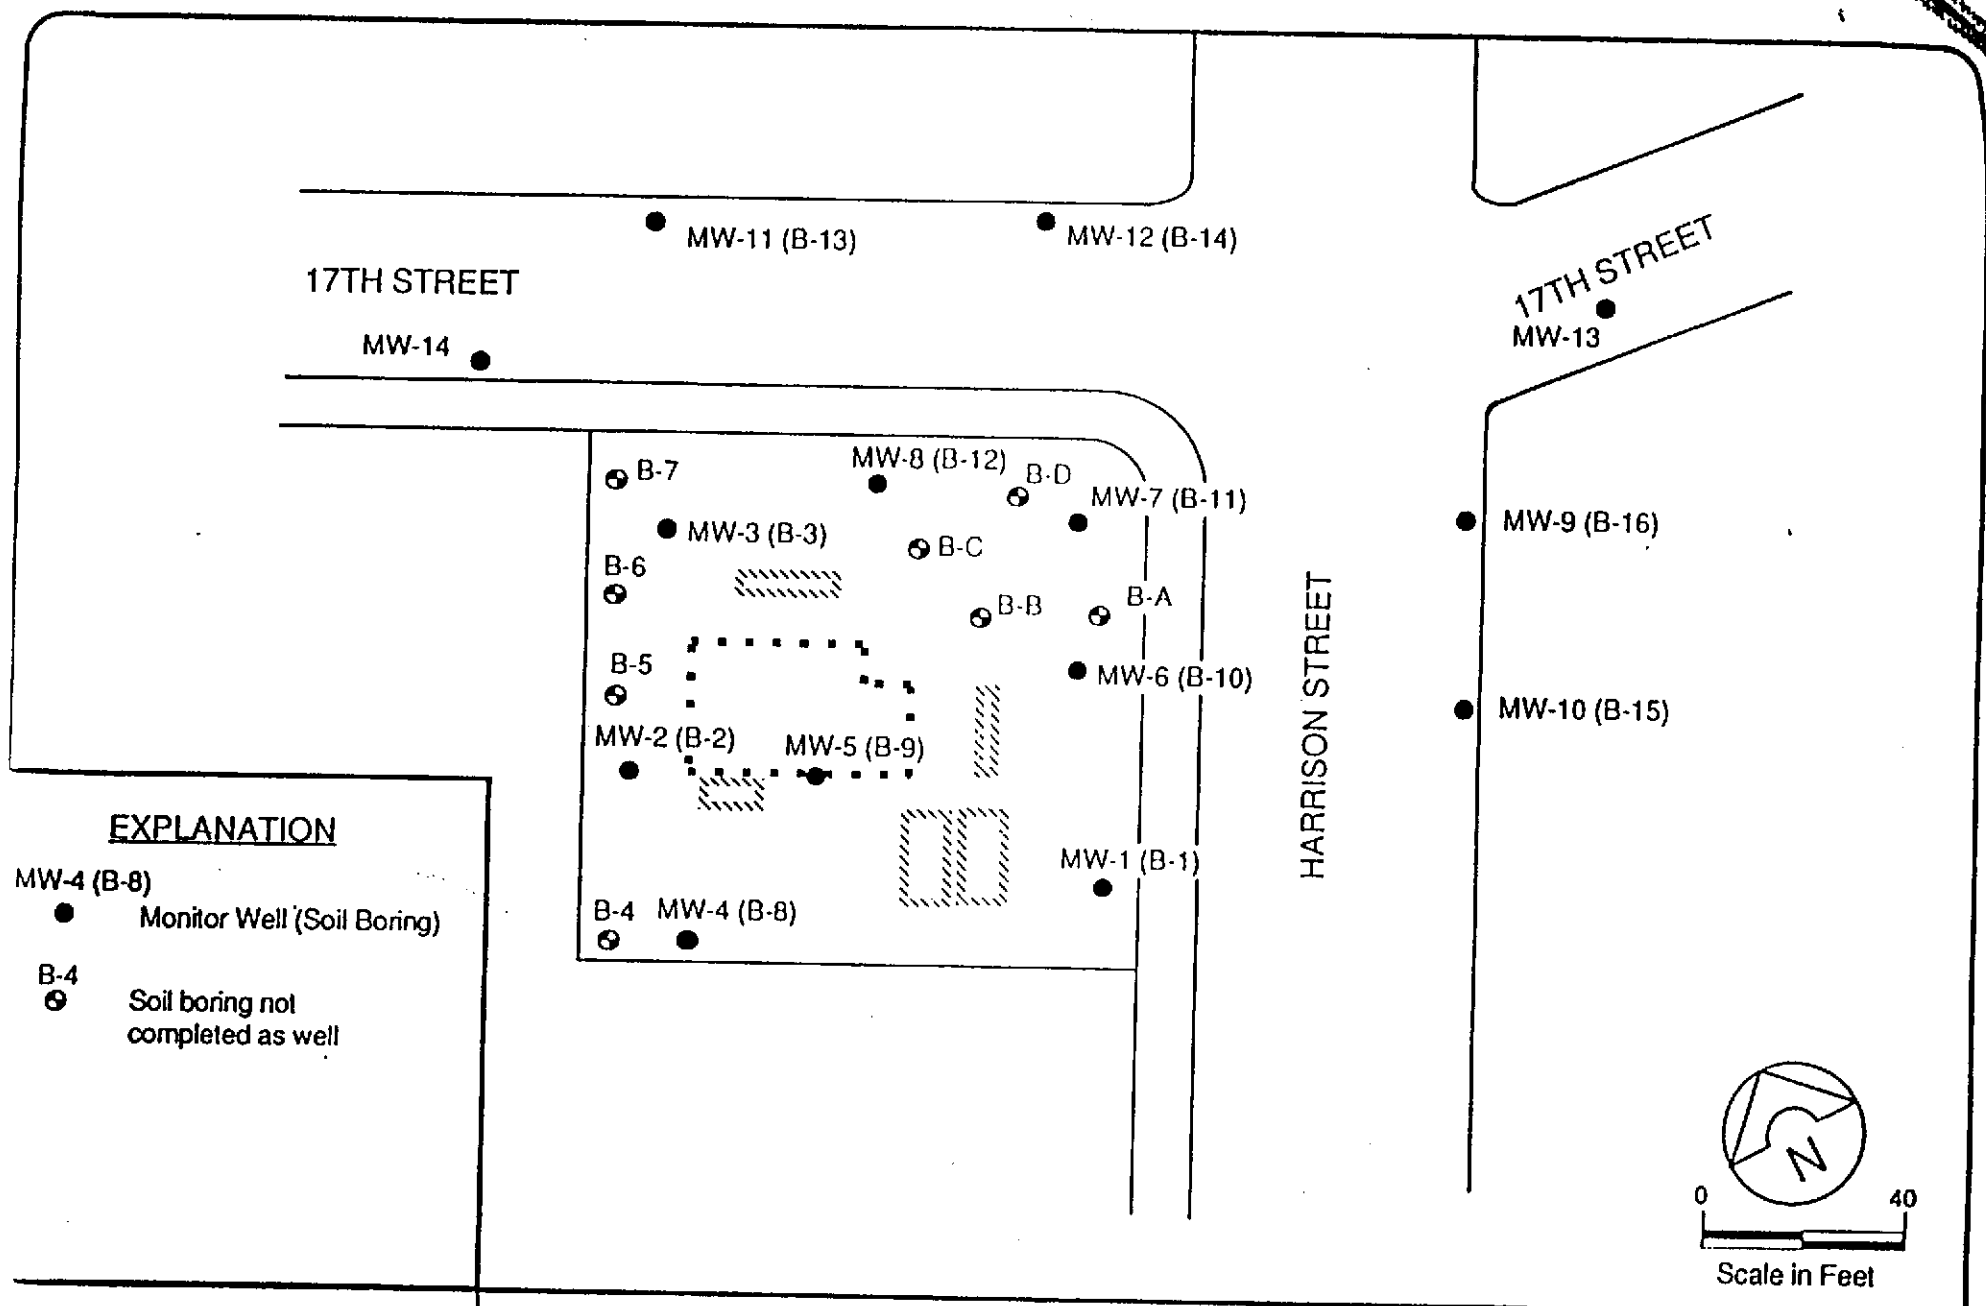 MW-11 (B-13)
MW-12 (B-14)
17TH STREET
17TH STREET
MW-13
MW-14
B-7
MW-8 (B-12)
B-D
MW-7 (B-11)
MW-3 (B-3)
B-C
MW-9 (B-16)
B-6
B-B
B-A
B-5
MW-6 (B-10)
HARRISON STREET
MW-10 (B-15)
MW-2 (B-2)
MW-5 (B-9)
MW-1 (B-1)
B-4
MW-4 (B-8)
EXPLANATION
MW-4 (B-8)
Monitor Well (Soil Boring)
B-4
Soil boring not
completed as well
N
0
40
Scale in Feet